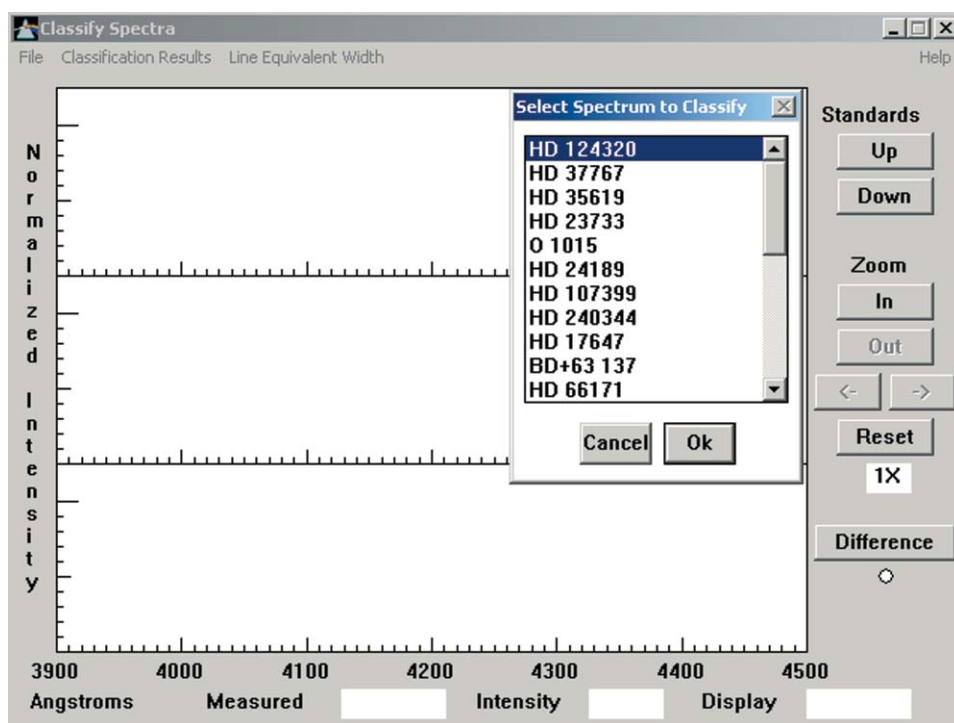 Classify Spectra
File Classification Results Line Equivalent Width Help
Normalized Intensity
Select Spectrum to Classify
HD 124320
HD 37767
HD 35619
HD 23733
O 1015
HD 24189
HD 107399
HD 240344
HD 17647
BD+63 137
HD 66171
Cancel Ok
Standards
Up
Down
Zoom
In
Out
<- ->
Reset
1X
Difference
3900 4000 4100 4200 4300 4400 4500
Angstroms Measured Intensity Display